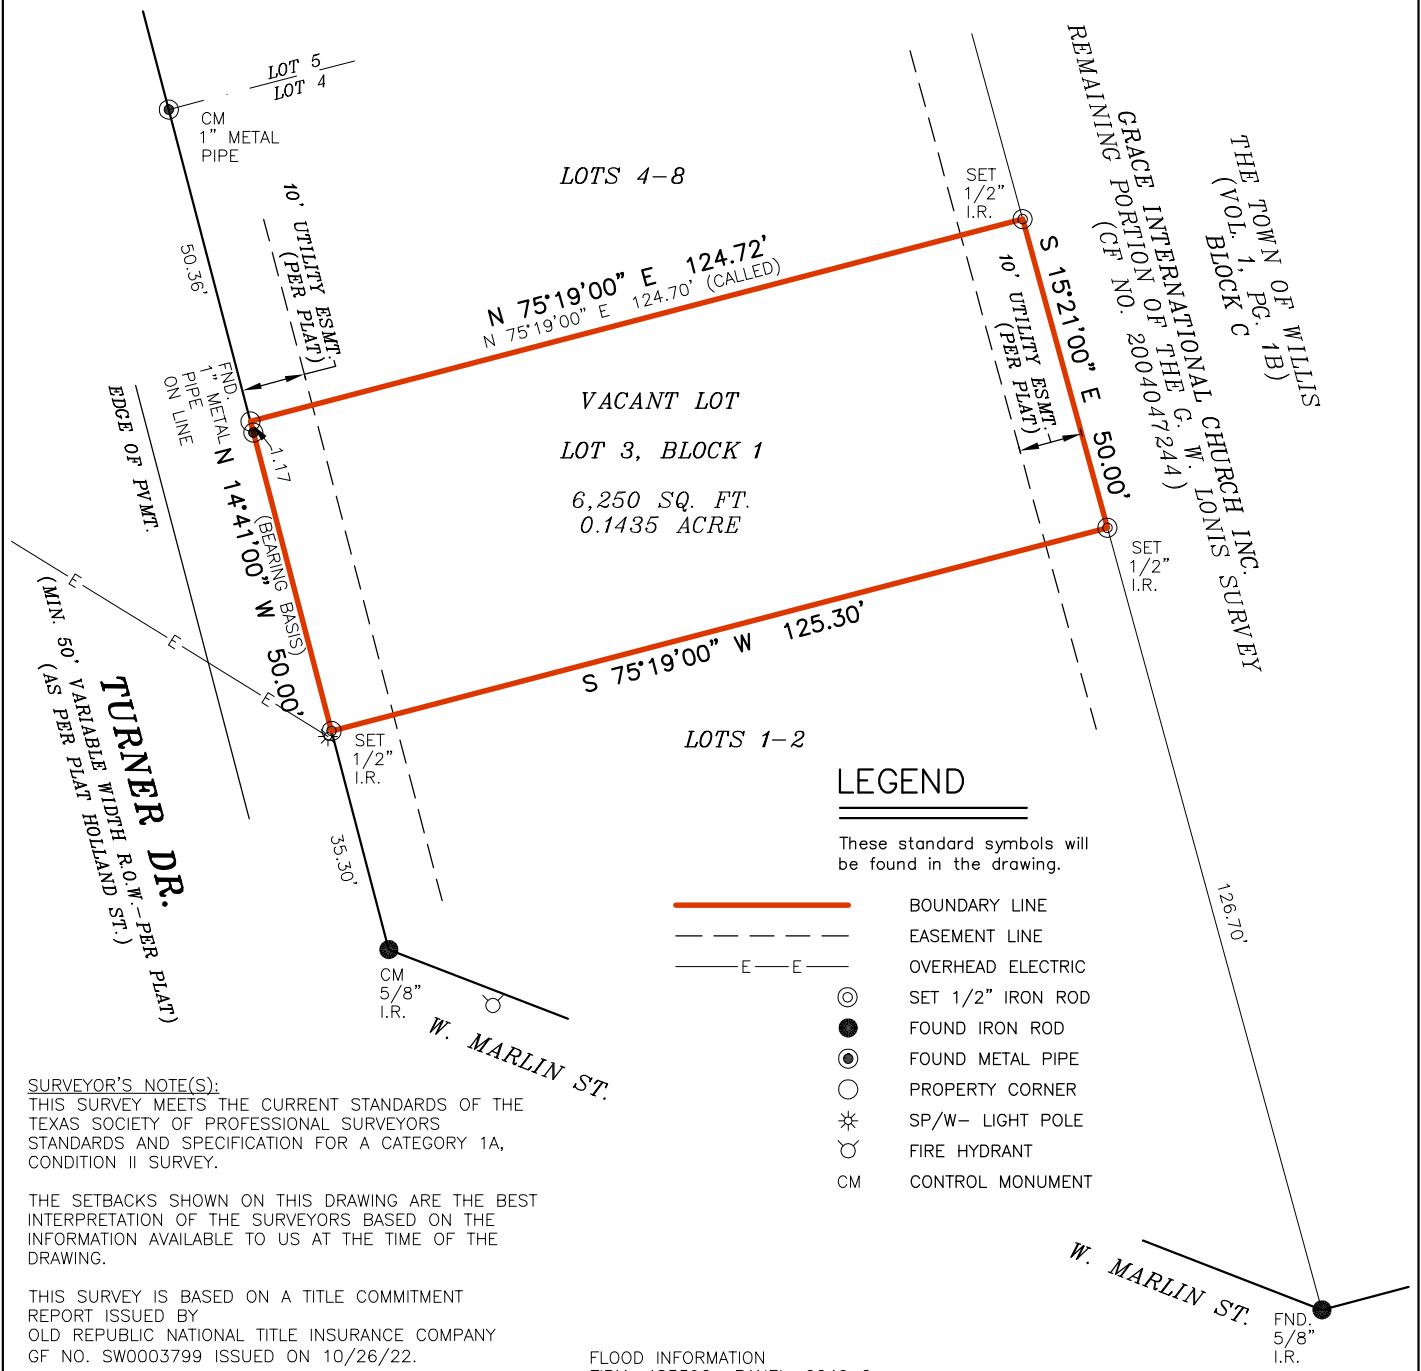 LOT 5
LOT 4
CM
1" METAL
PIPE
LOTS 4-8
SET
1/2"
I.R.
REMAINING PORTION OF THE G. W. LONIS SURVEY
GRACE INTERNATIONAL CHURCH INC.
(CF NO. 2004047244)
THE TOWN OF WILLIS
(VOL. 1, PG. 1B)
BLOCK C
50.36'
10' UTILITY ESMT.
(PER PLAT)
N 75°19'00" E 124.72'
N 75°19'00" E 124.70' (CALLED)
S 15°21'00" E 50.00'
10' UTILITY ESMT.
(PER PLAT)
FND.
1" METAL
PIPE
ON LINE
1.17
EDGE OF PVMT.
VACANT LOT
LOT 3, BLOCK 1
6,250 SQ. FT.
0.1435 ACRE
N 14°41'00" W 50.00'
(BEARING BASIS)
SET
1/2"
I.R.
E
E
E
S 75°19'00" W 125.30'
TURNER DR.
(MIN. 50' VARIABLE WIDTH R.O.W.-PER PLAT)
(AS PER PLAT HOLLAND ST.)
SET
1/2"
I.R.
LOTS 1-2
35.30'
126.70'
CM
5/8"
I.R.
W. MARLIN ST.
LEGEND
These standard symbols will
be found in the drawing.
BOUNDARY LINE
EASEMENT LINE
E E OVERHEAD ELECTRIC
SET 1/2" IRON ROD
FOUND IRON ROD
FOUND METAL PIPE
PROPERTY CORNER
SP/W- LIGHT POLE
FIRE HYDRANT
CM CONTROL MONUMENT
SURVEYOR'S NOTE(S):
THIS SURVEY MEETS THE CURRENT STANDARDS OF THE
TEXAS SOCIETY OF PROFESSIONAL SURVEYORS
STANDARDS AND SPECIFICATION FOR A CATEGORY 1A,
CONDITION II SURVEY.
THE SETBACKS SHOWN ON THIS DRAWING ARE THE BEST
INTERPRETATION OF THE SURVEYORS BASED ON THE
INFORMATION AVAILABLE TO US AT THE TIME OF THE
DRAWING.
THIS SURVEY IS BASED ON A TITLE COMMITMENT
REPORT ISSUED BY
OLD REPUBLIC NATIONAL TITLE INSURANCE COMPANY
GF NO. SW0003799 ISSUED ON 10/26/22.
W. MARLIN ST.
FND.
5/8"
I.R.
FLOOD INFORMATION